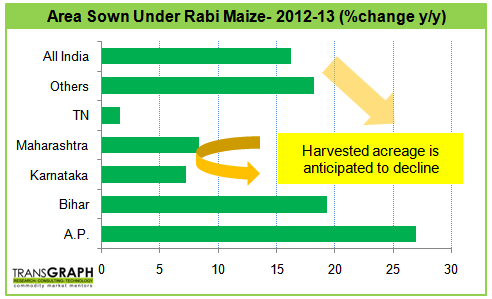 Area Sown Under Rabi Maize- 2012-13 (%change y/y)
All India
Others
TN
Maharashtra
Karnataka
Bihar
A.P.
Harvested acreage is
anticipated to decline
0 5 10 15 20 25 30
TRANSGRAPH
RESEARCH. CONSULTING. TECHNOLOGY
commodity market mentors